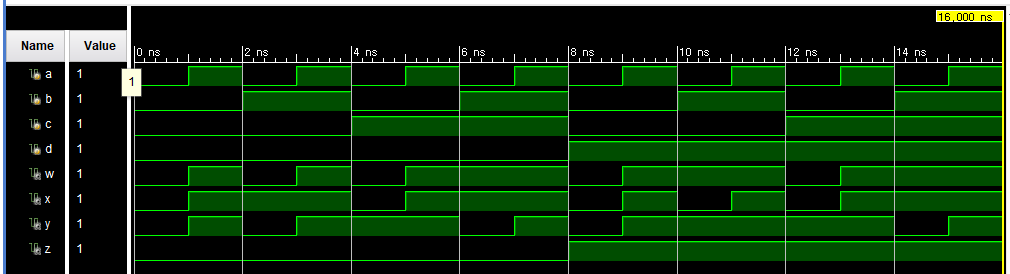 16,000 ns
Name Value
0 ns 2 ns 4 ns 6 ns 8 ns 10 ns 12 ns 14 ns
a 1
1
b 1
c 1
d 1
w 1
x 1
y 1
z 1